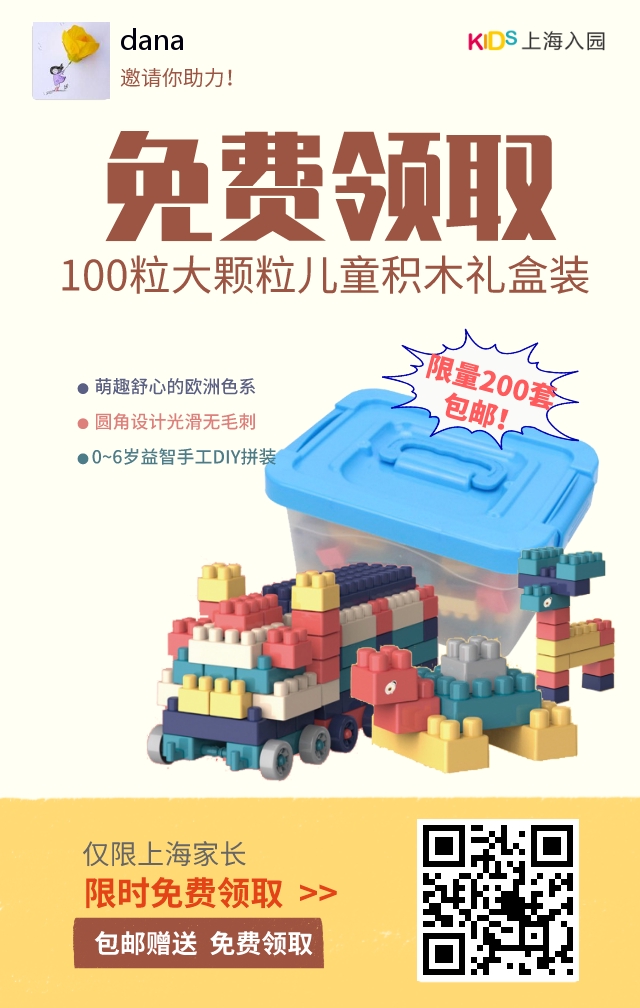 dana
邀请你助力！
KIDS 上海入园
免费领取
100粒大颗粒儿童积木礼盒装
限量200套
包邮！
● 萌趣舒心的欧洲色系
● 圆角设计光滑无毛刺
● 0~6岁益智手工DIY拼装
仅限上海家长
限时免费领取 >>
包邮赠送 免费领取